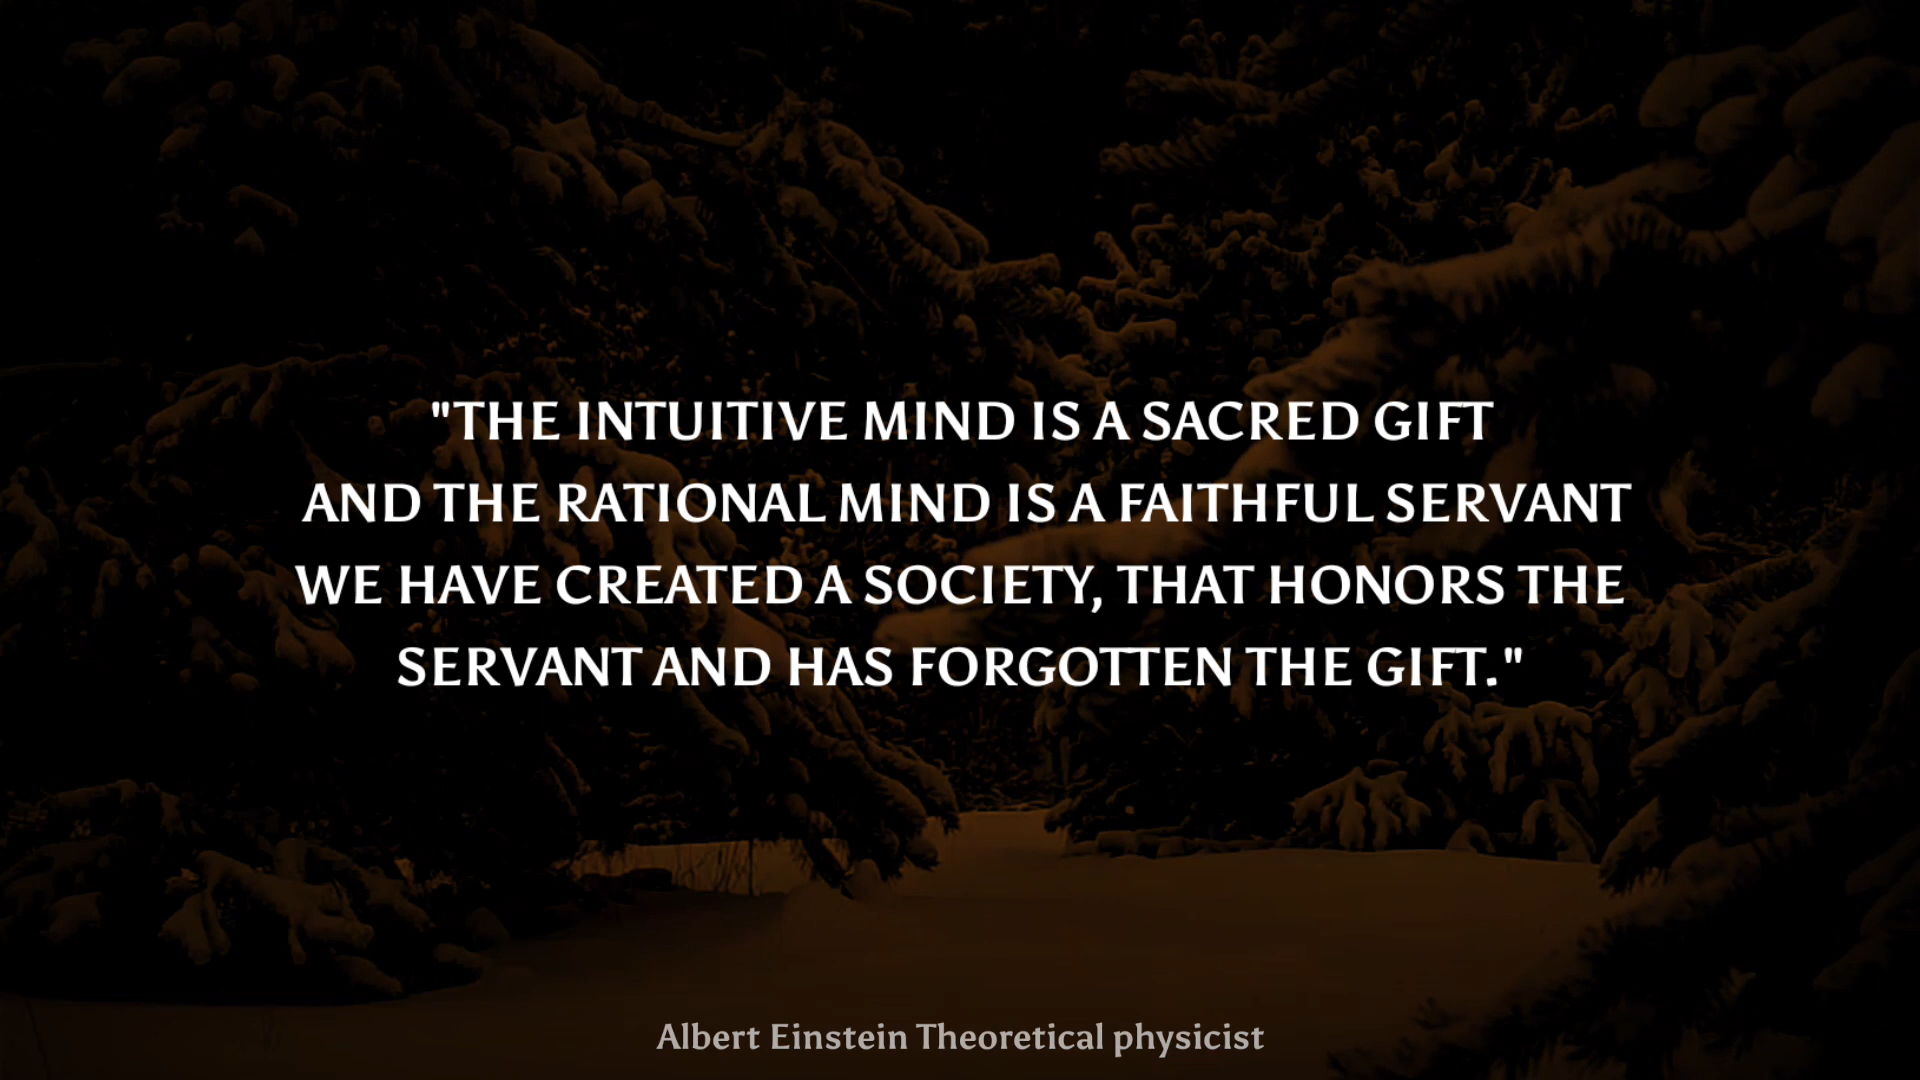 "THE INTUITIVE MIND IS A SACRED GIFT
AND THE RATIONAL MIND IS A FAITHFUL SERVANT
WE HAVE CREATED A SOCIETY, THAT HONORS THE
SERVANT AND HAS FORGOTTEN THE GIFT."
Albert Einstein Theoretical physicist